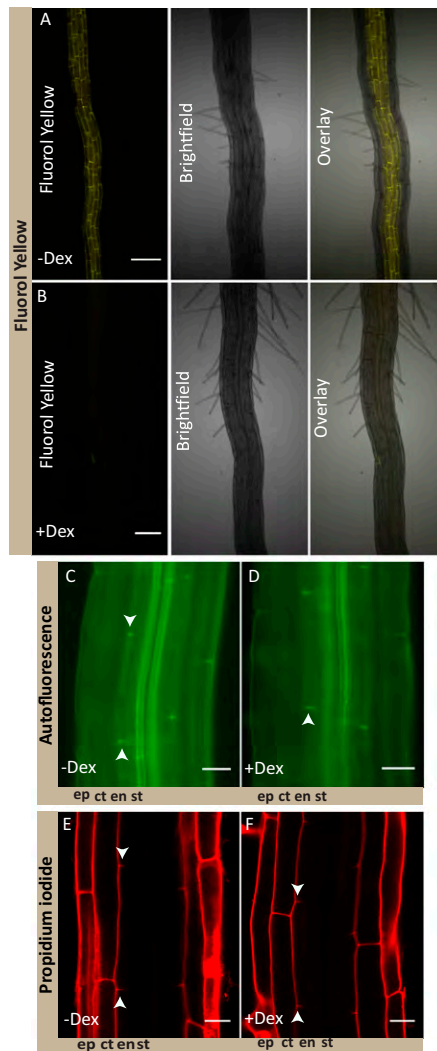 Fluorol Yellow
A
Fluorol Yellow
-Dex
Brightfield
Overlay
B
Fluorol Yellow
+Dex
Brightfield
Overlay
Autofluorescence
C
-Dex
D
+Dex
ep ct en st
ep ct en st
Propidium iodide
E
-Dex
F
+Dex
ep ct en st
ep ct en st